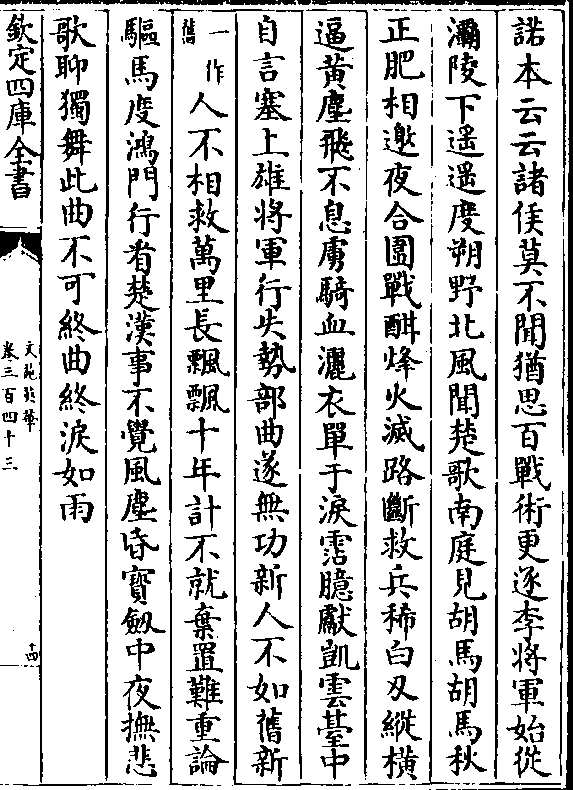 諾本云云諸侯莫不聞猶思百戰術更逐李將軍始從
灞陵下遥遥度朔野北風聞楚歌南庭見胡馬胡馬秋
正肥相邀夜合圍戰酣烽火滅路斷救兵稀白刄縱横
逼黄塵飛不息虜騎血灑衣單于淚霑臆獻凱雲臺中
自言塞上雄將軍行失勢部曲遂無功新人不如舊新
一作
舊
人不相救萬里長飄飄十年計不就棄置難重論
驅馬度鴻門行看楚漢事不覺風塵昏寳劒中夜撫悲
歌聊獨舞此曲不可終曲終淚如雨
欽定四庫全書
文苑英華
卷三百四十三
十四